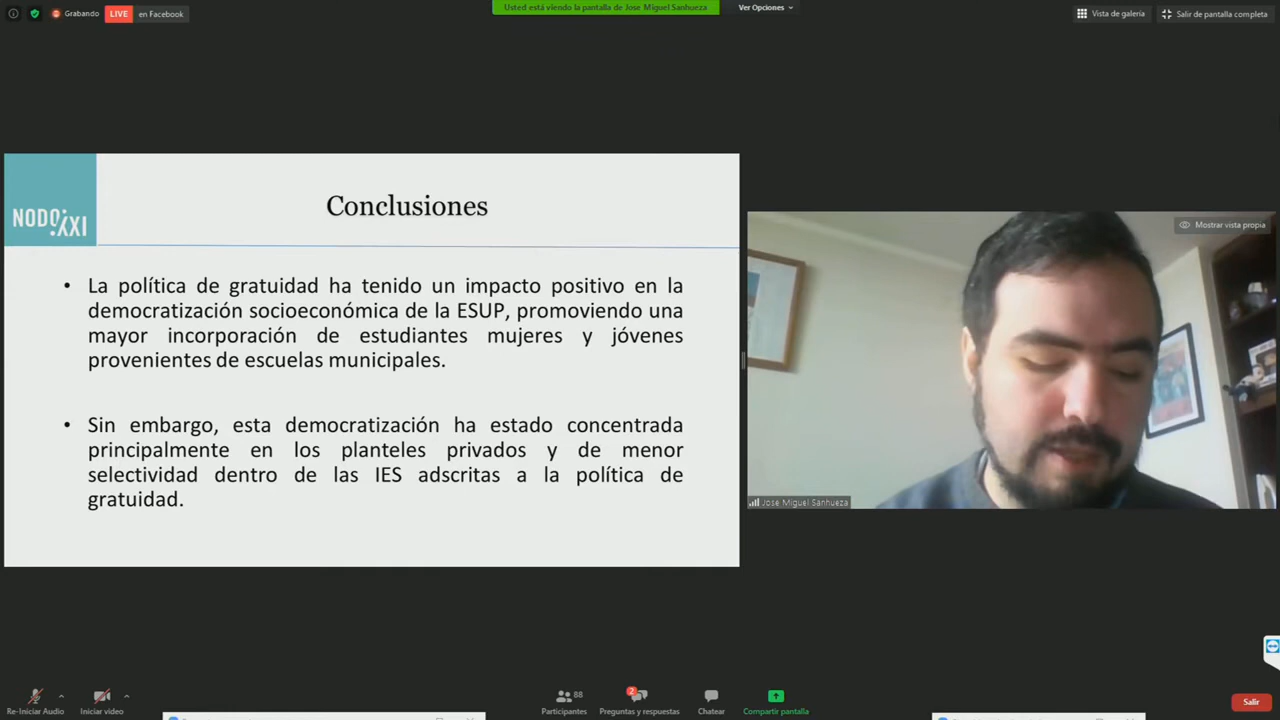 Grabando
LIVE
en Facebook
Usted está viendo la pantalla de Jose Miguel Sanhueza
Ver Opciones
Vista de galería
Salir de pantalla completa
NODO XXI
Conclusiones
• La política de gratuidad ha tenido un impacto positivo en la
democratización socioeconómica de la ESUP, promoviendo una
mayor incorporación de estudiantes mujeres y jóvenes
provenientes de escuelas municipales.
• Sin embargo, esta democratización ha estado concentrada
principalmente en los planteles privados y de menor
selectividad dentro de las IES adscritas a la política de
gratuidad.
Mostrar vista propia
Jose Miguel Sanhueza
Re-Iniciar Audio
Iniciar video
88
Participantes
2
Preguntas y respuestas
Chatear
Compartir pantalla
Salir